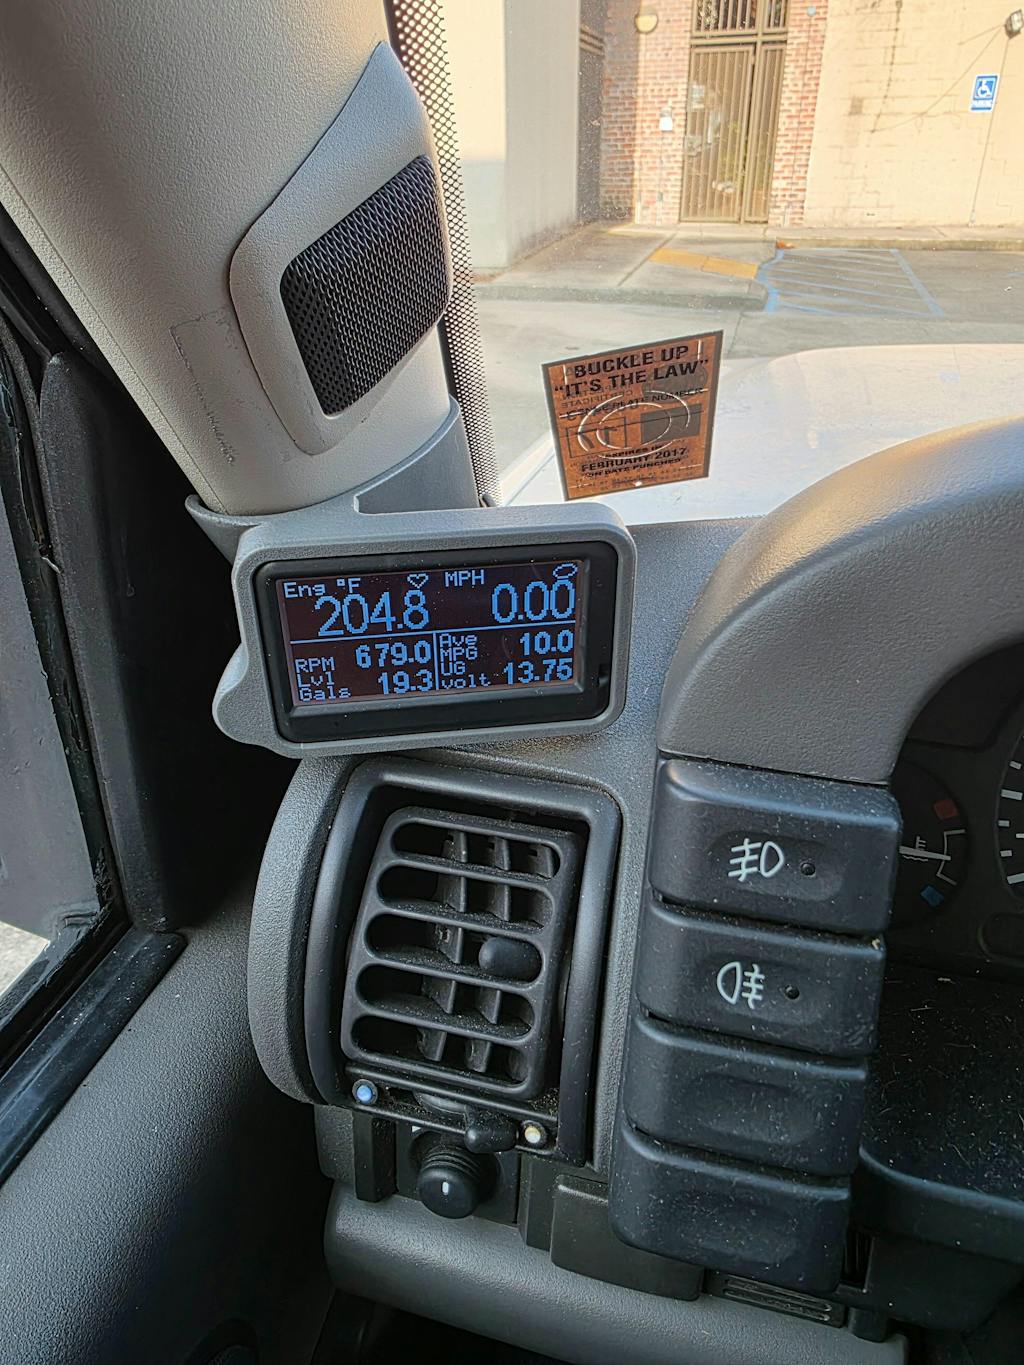 PARKING
BUCKLE UP
"IT'S THE LAW"
FEBRUARY 2017
Eng °F
204.8
MPH
0.00
RPM 679.0
Lvl
Gals 19.3
Ave
MPG 10.0
UG
volt 13.75